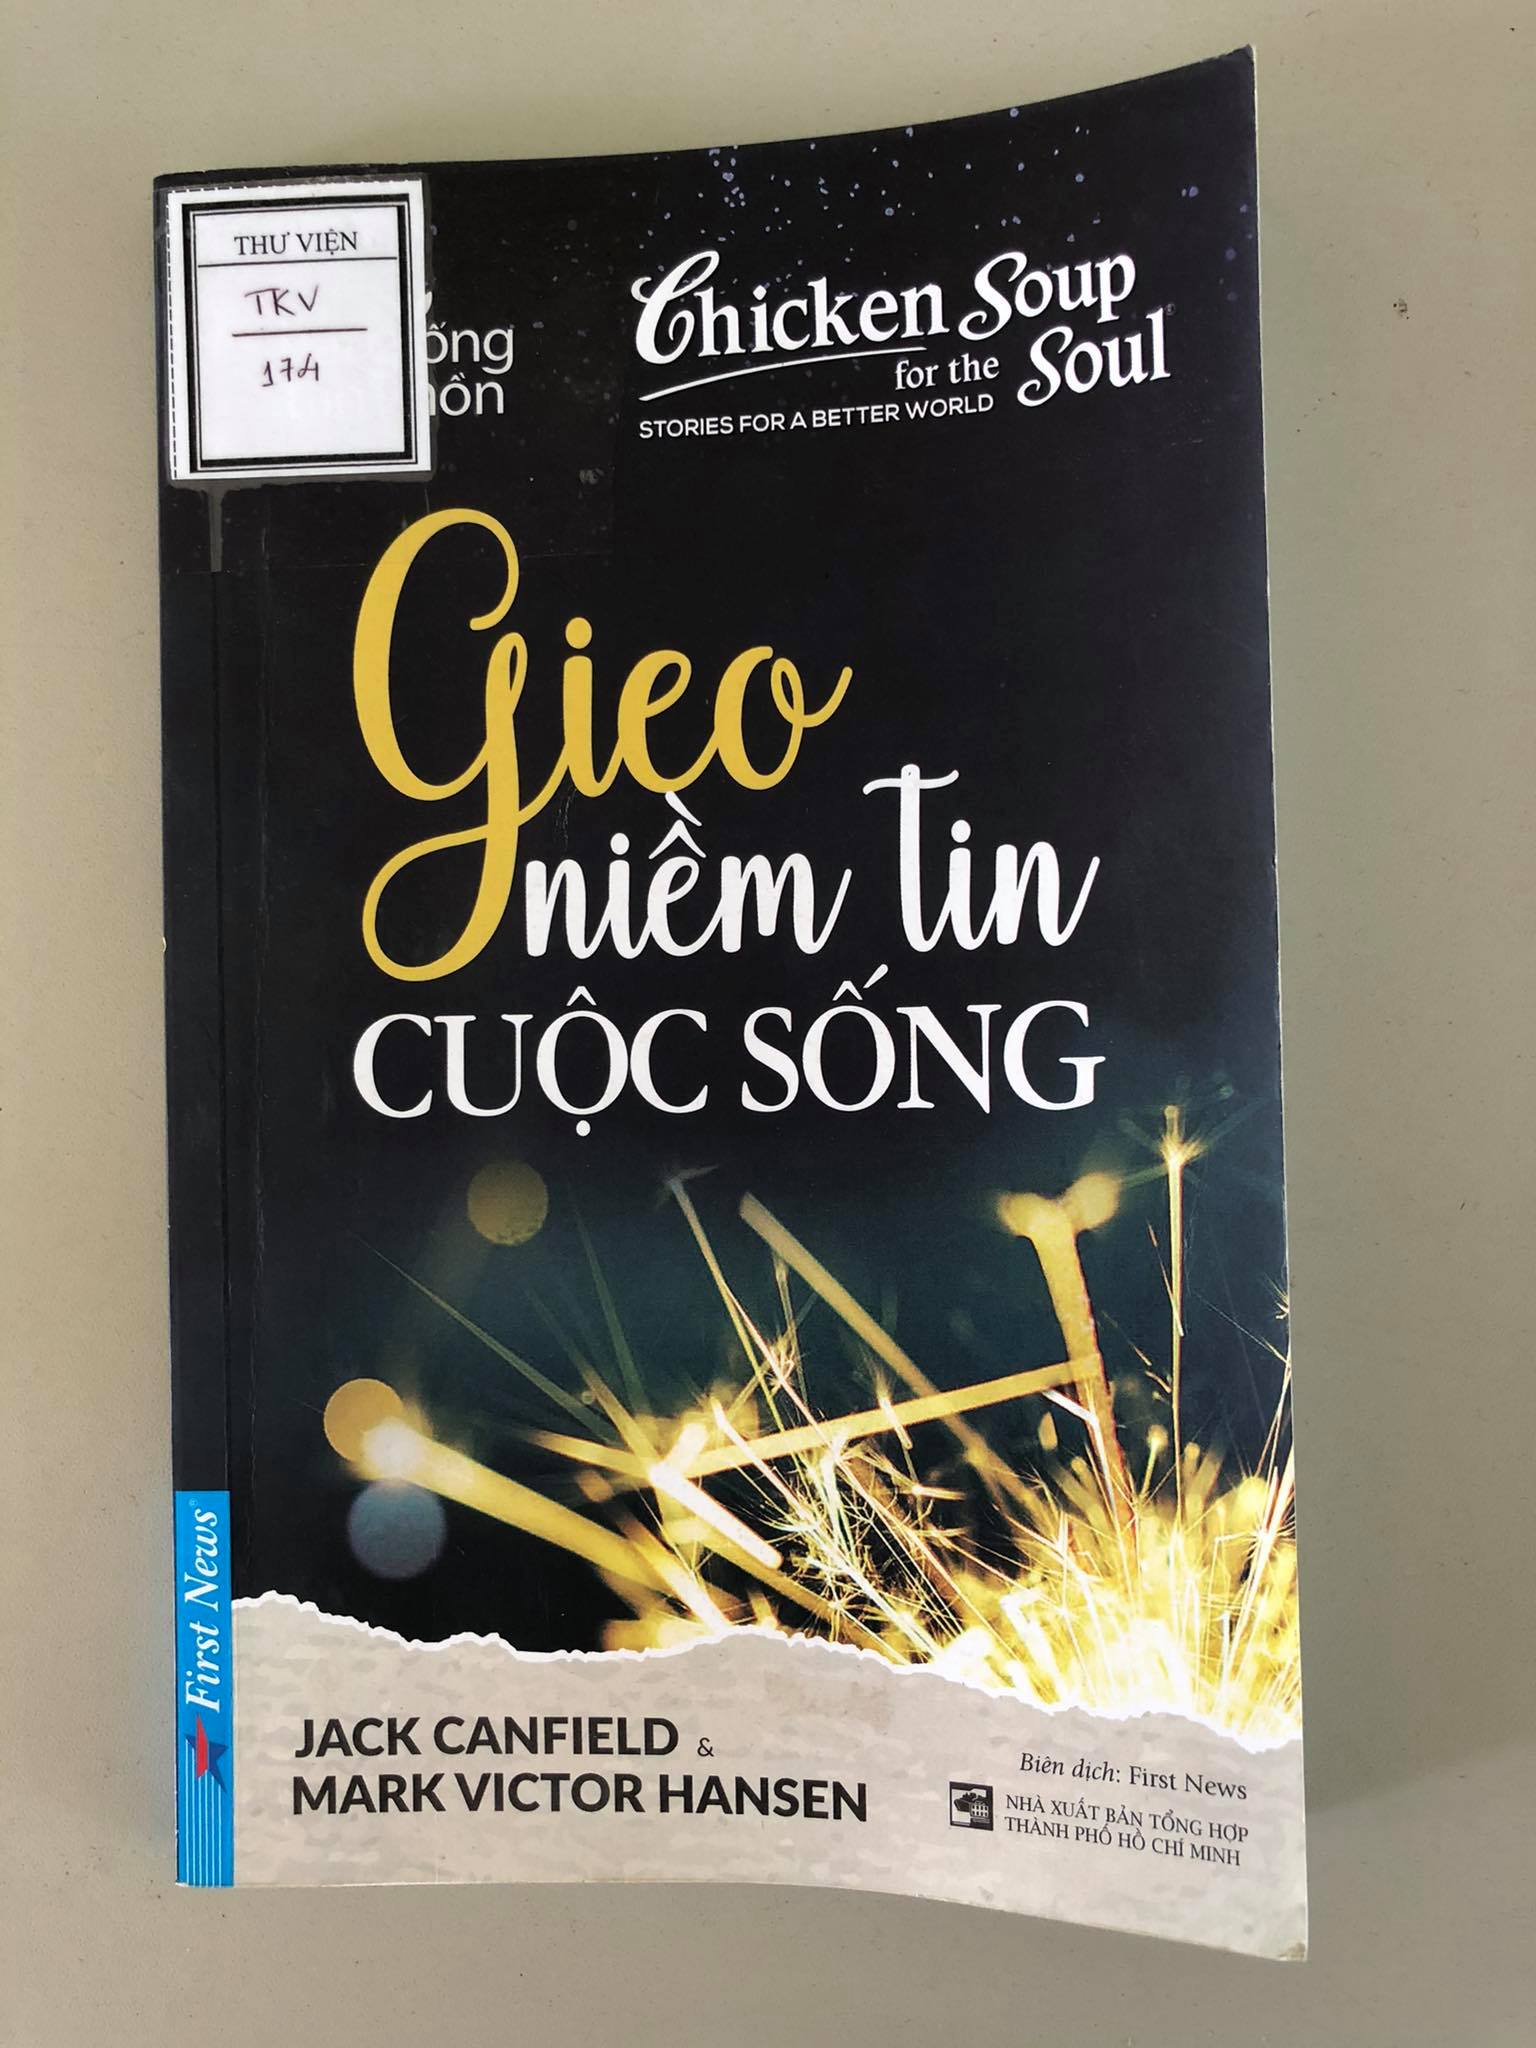 THƯ VIỆN
TKV
174
ống
hồn
Chicken Soup
for the Soul®
STORIES FOR A BETTER WORLD
Gieo
niềm tin
CUỘC SỐNG
First News®
JACK CANFIELD &
MARK VICTOR HANSEN
Biên dịch: First News
NHÀ XUẤT BẢN TỔNG HỢP
THÀNH PHỐ HỒ CHÍ MINH